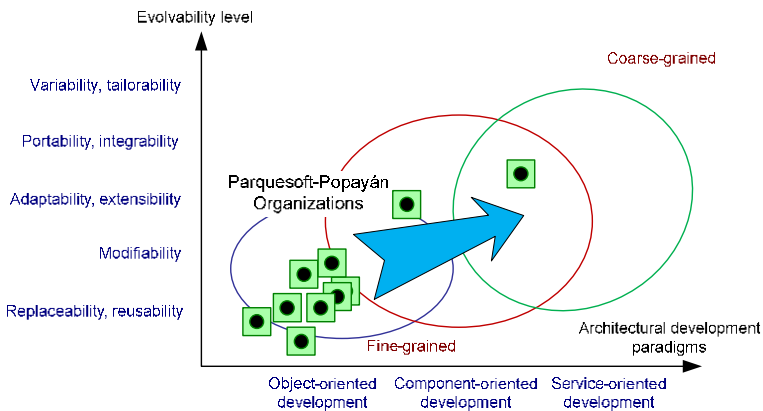 Evolvability level
Coarse-grained
Variability, tailorability
Portability, integrability
Parquesoft-Popayán
Organizations
Adaptability, extensibility
Modifiability
Replaceability, reusability
Architectural development
paradigms
Fine-grained
Object-oriented
development
Component-oriented
development
Service-oriented
development